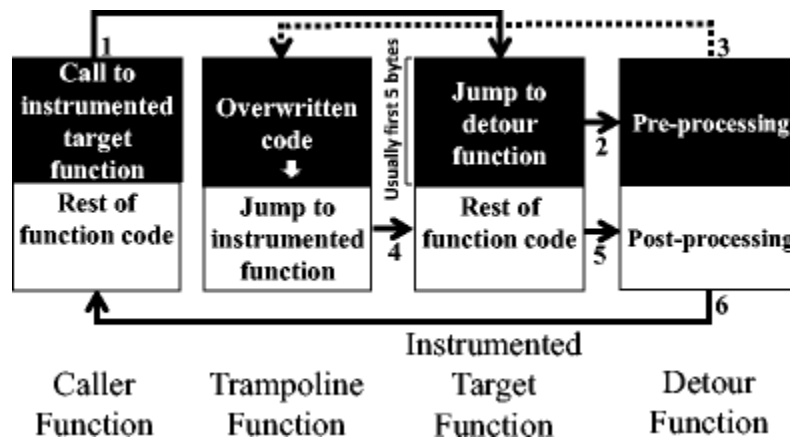 1
3
Call to
instrumented
target
function
Overwritten
code
Usually first 5 bytes
Jump to
detour
function
2
Pre-processing
Rest of
function code
Jump to
instrumented
function
4
Rest of
function code
5
Post-processing
6
Caller
Function
Trampoline
Function
Instrumented
Target
Function
Detour
Function